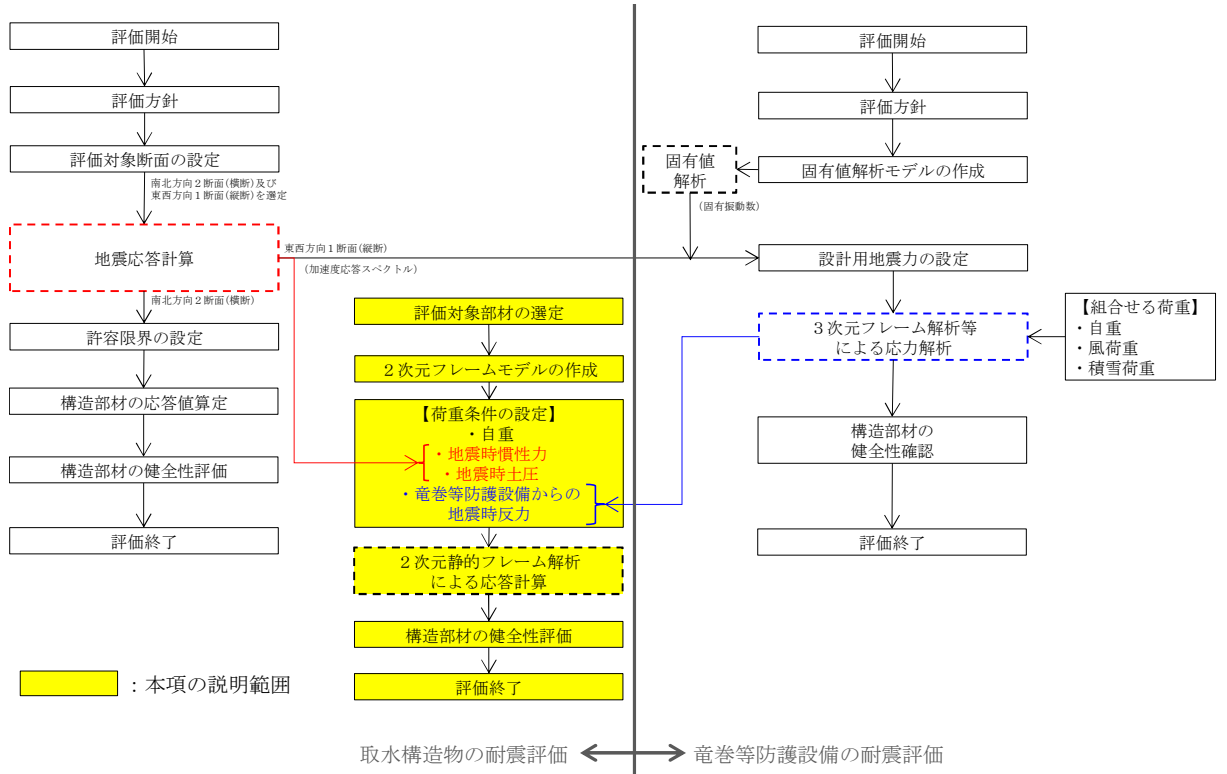 評価開始
評価方針
評価対象断面の設定
南北方向２断面(横断)及び
東西方向１断面(縦断)を選定
地震応答計算
南北方向２断面(横断)
許容限界の設定
構造部材の応答値算定
構造部材の健全性評価
評価終了
東西方向１断面(縦断)
(加速度応答スペクトル)
評価対象部材の選定
２次元フレームモデルの作成
【荷重条件の設定】
・自重
・地震時慣性力
・地震時土圧
・竜巻等防護設備からの
地震時反力
２次元静的フレーム解析
による応答計算
構造部材の健全性評価
評価終了
評価開始
評価方針
固有値解析モデルの作成
固有値
解析
(固有振動数)
設計用地震力の設定
３次元フレーム解析等
による応力解析
【組合せる荷重】
・自重
・風荷重
・積雪荷重
構造部材の
健全性確認
評価終了
：本項の説明範囲
取水構造物の耐震評価
竜巻等防護設備の耐震評価